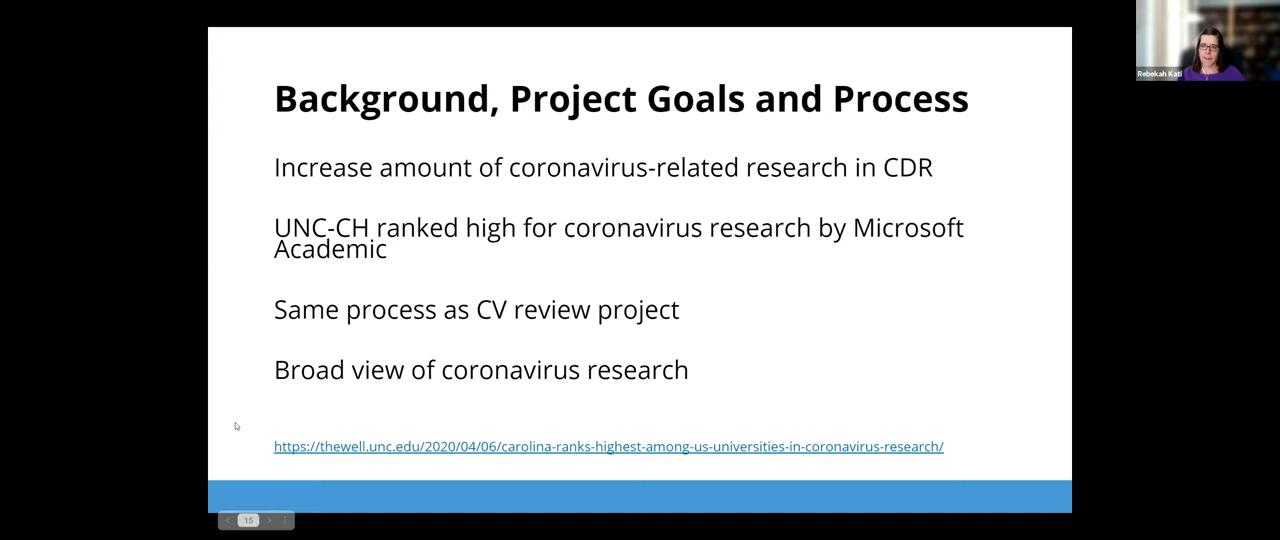 Background, Project Goals and Process
Increase amount of coronavirus-related research in CDR
UNC-CH ranked high for coronavirus research by Microsoft
Academic
Same process as CV review project
Broad view of coronavirus research
https://thewell.unc.edu/2020/04/06/carolina-ranks-highest-among-us-universities-in-coronavirus-research/
Rebekah Kati
15